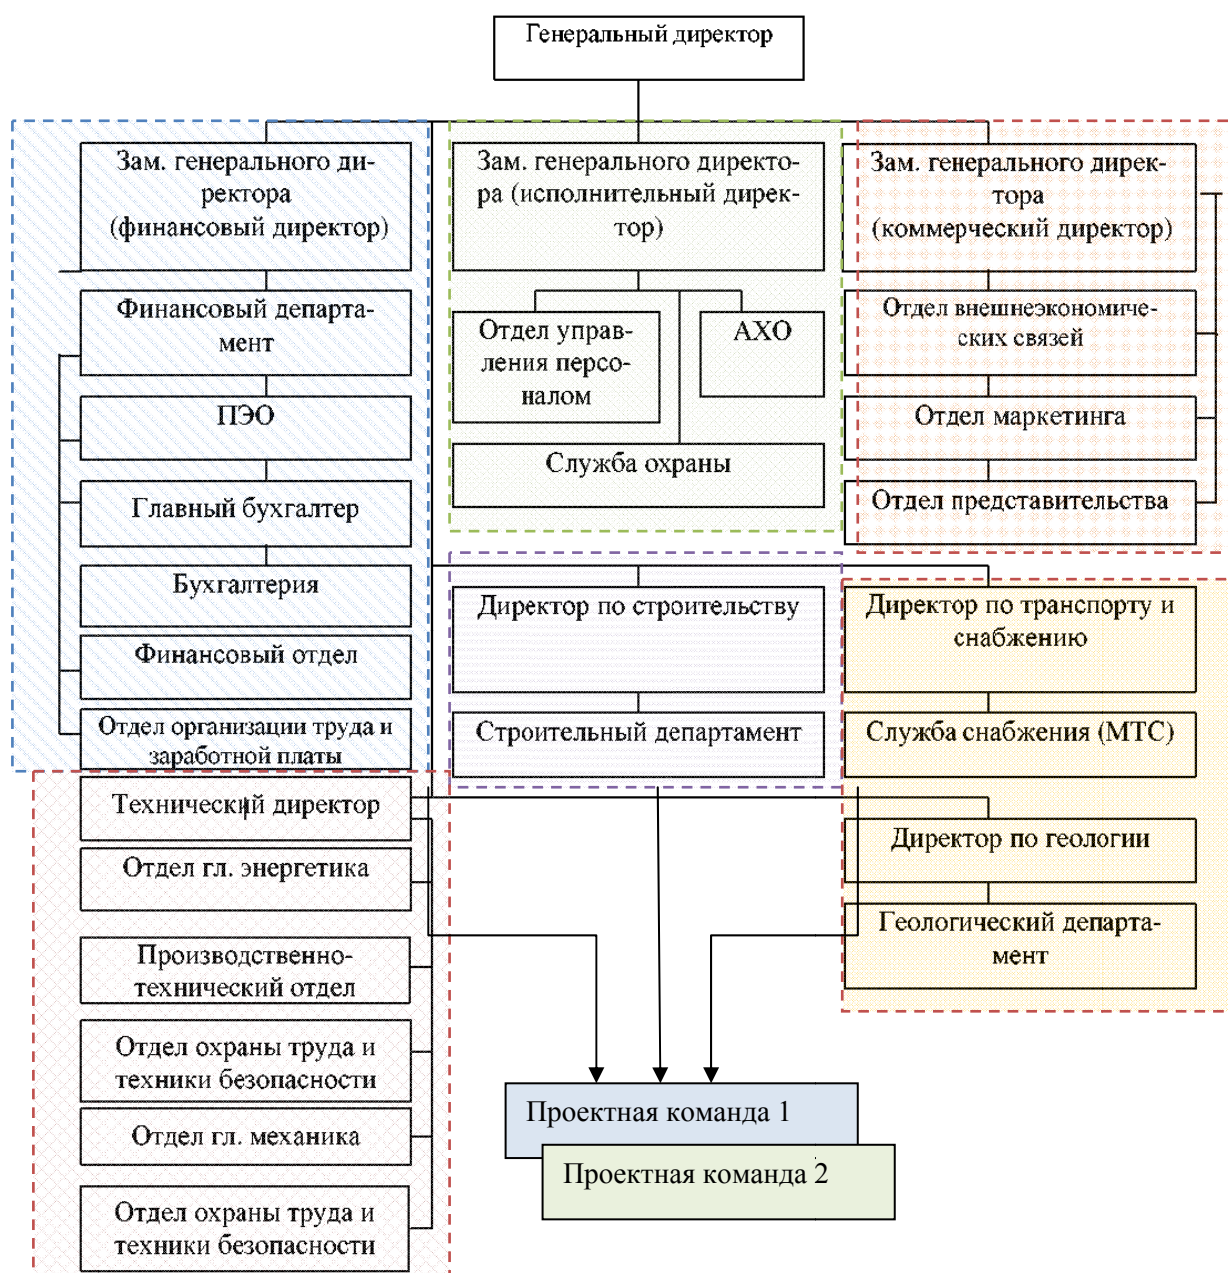 Генеральный директор
Зам. генерального ди-
ректора
(финансовый директор)
Зам. генерального директо-
ра (исполнительный дирек-
тор)
Зам. генерального дирек-
тора
(коммерческий директор)
Финансовый департа-
мент
Отдел управ-
ления персо-
налом
АХО
Отдел внешнеэкономиче-
ских связей
ПЭО
Отдел маркетинга
Служба охраны
Главный бухгалтер
Отдел представительства
Бухгалтерия
Директор по строительству
Директор по транспорту и
снабжению
Финансовый отдел
Отдел организации труда и
заработной платы
Строительный департамент
Служба снабжения (МТС)
Технический директор
Директор по геологии
Отдел гл. энергетика
Геологический департа-
мент
Производственно-
технический отдел
Отдел охраны труда и
техники безопасности
Отдел гл. механика
Отдел охраны труда и
техники безопасности
Проектная команда 1
Проектная команда 2